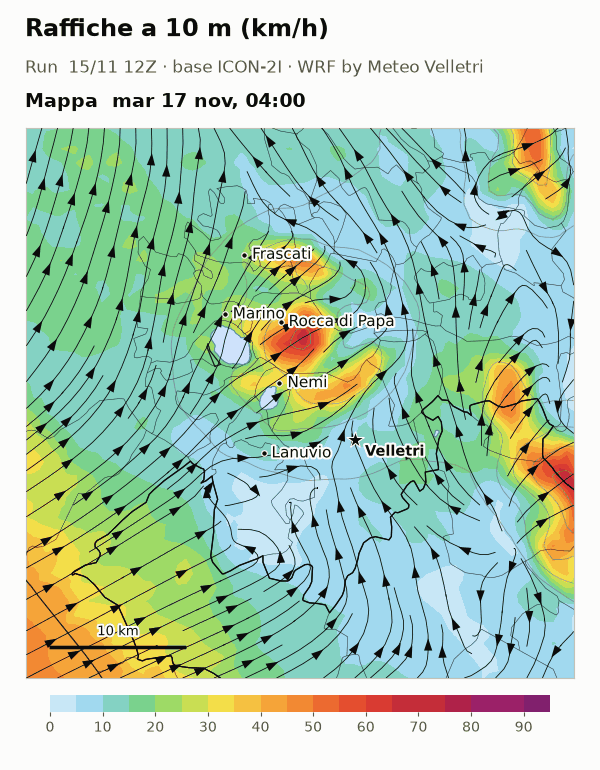 Raffiche a 10 m (km/h)
Run  15/11 12Z · base ICON-2I · WRF by Meteo Velletri
Mappa  mar 17 nov, 04:00
Frascati
Marino
Rocca di Papa
Nemi
Velletri
Lanuvio
10 km
0 10 20 30 40 50 60 70 80 90